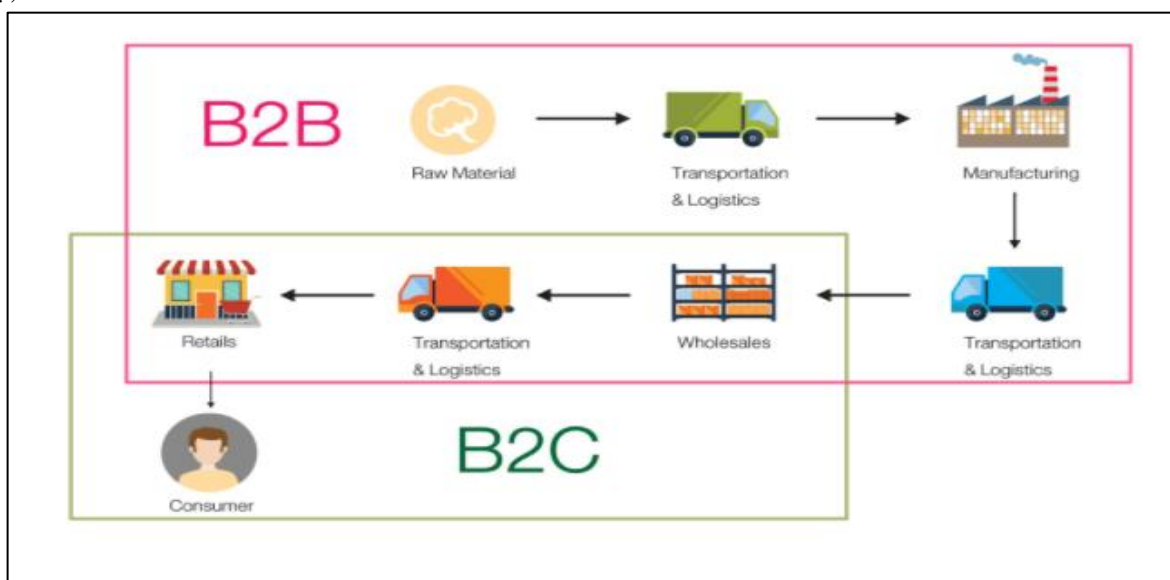 B2B
Raw Material
Transportation
& Logistics
Manufacturing
Retails
Transportation
& Logistics
Wholesales
Transportation
& Logistics
B2C
Consumer